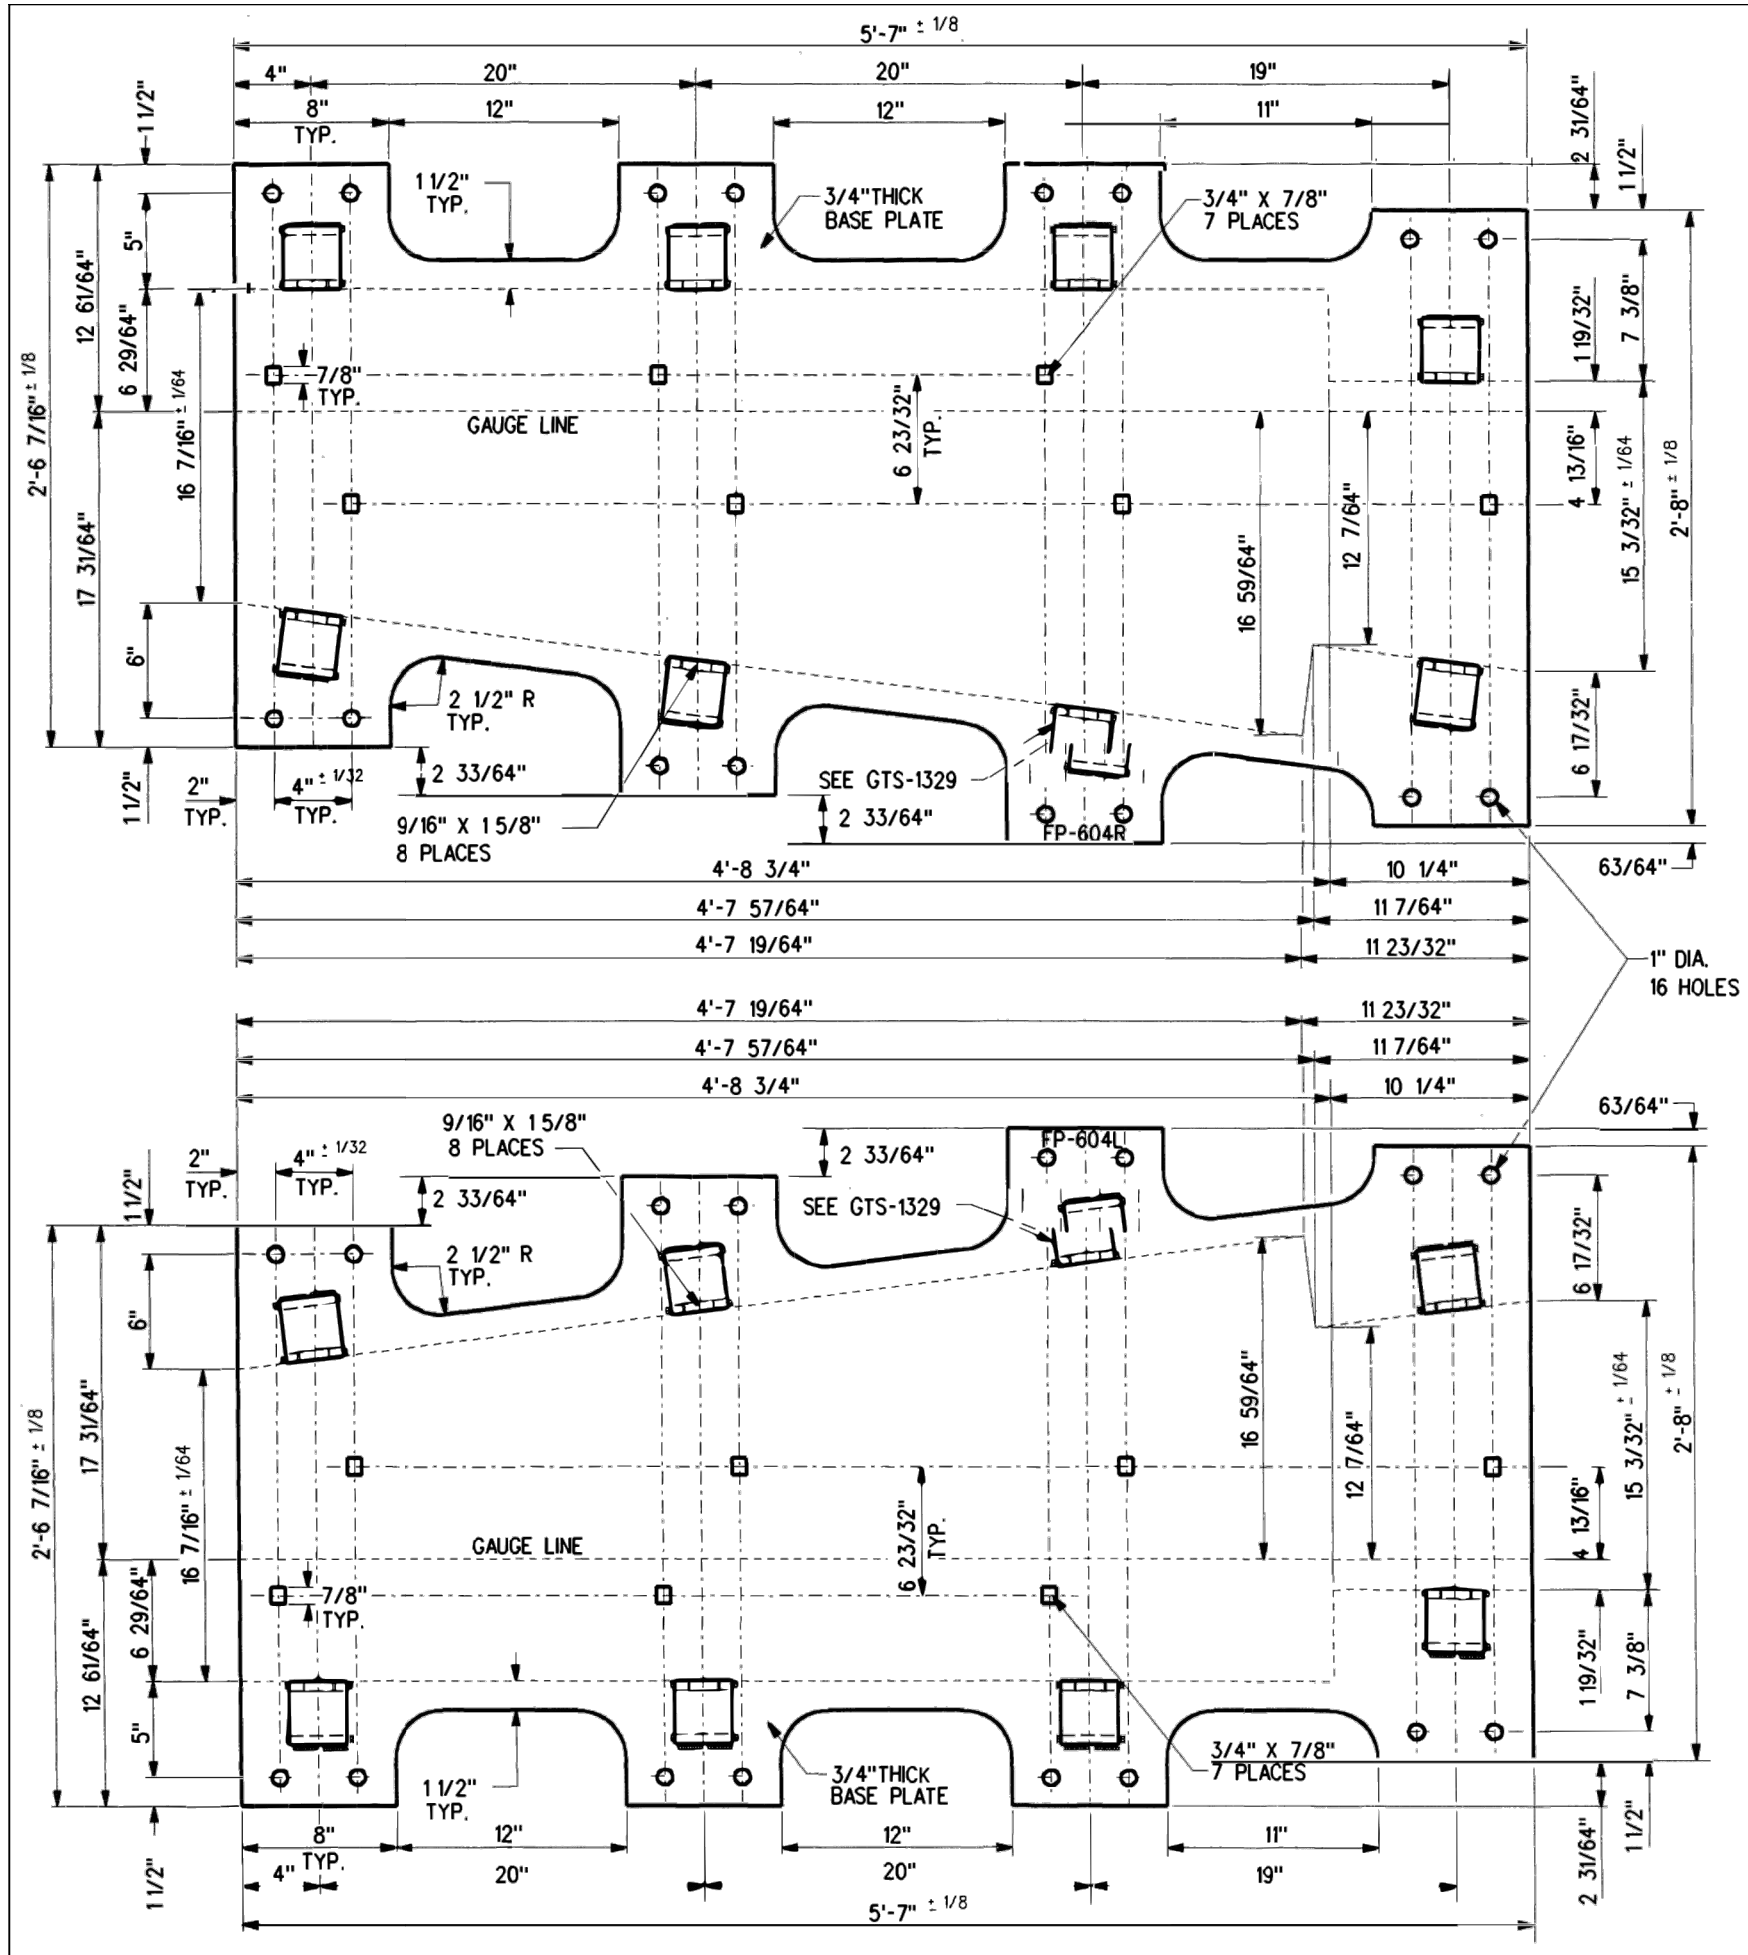 5'-7" ± 1/8
4"
20"
20"
19"
8"
TYP.
12"
12"
11"
1 1/2"
2 31/64"
1 1/2"
1 1/2"
TYP.
3/4" THICK
BASE PLATE
3/4" X 7/8"
7 PLACES
5"
12 61/64"
6 29/64"
2'-6 7/16" ± 1/8
16 7/16" ± 1/64
7/8"
TYP.
GAUGE LINE
6 23/32"
TYP.
1 19/32"
7 3/8"
4 13/16"
15 3/32" ± 1/64
2'-8" ± 1/8
17 31/64"
16 59/64"
12 7/64"
6"
2 1/2" R
TYP.
6 17/32"
1 1/2"
2"
TYP.
4" ± 1/32
TYP.
2 33/64"
SEE GTS-1329
2 33/64"
FP-604R
9/16" X 1 5/8"
8 PLACES
63/64"
4'-8 3/4"
10 1/4"
4'-7 57/64"
11 7/64"
4'-7 19/64"
11 23/32"
1" DIA.
16 HOLES
4'-7 19/64"
11 23/32"
4'-7 57/64"
11 7/64"
4'-8 3/4"
10 1/4"
63/64"
9/16" X 1 5/8"
8 PLACES
FP-604L
2 33/64"
2"
TYP.
4" ± 1/32
TYP.
1 1/2"
2 33/64"
SEE GTS-1329
2 1/2" R
TYP.
6"
6 17/32"
17 31/64"
2'-6 7/16" ± 1/8
16 7/16" ± 1/64
16 59/64"
12 7/64"
15 3/32" ± 1/64
2'-8" ± 1/8
4 13/16"
GAUGE LINE
6 23/32"
TYP.
7/8"
TYP.
6 29/64"
12 61/64"
1 19/32"
7 3/8"
5"
1 1/2"
TYP.
3/4" THICK
BASE PLATE
3/4" X 7/8"
7 PLACES
8"
TYP.
12"
12"
11"
1 1/2"
4"
20"
20"
19"
2 31/64"
1 1/2"
5'-7" ± 1/8